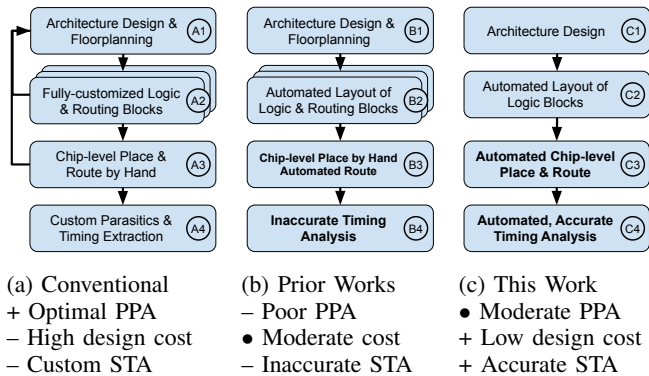 Architecture Design &
Floorplanning
A1
Fully-customized Logic
& Routing Blocks
A2
Chip-level Place &
Route by Hand
A3
Custom Parasitics &
Timing Extraction
A4
(a) Conventional
+ Optimal PPA
– High design cost
– Custom STA
Architecture Design &
Floorplanning
B1
Automated Layout of
Logic & Routing Blocks
B2
Chip-level Place by Hand
Automated Route
B3
Inaccurate Timing
Analysis
B4
(b) Prior Works
– Poor PPA
● Moderate cost
– Inaccurate STA
Architecture Design
C1
Automated Layout of
Logic Blocks
C2
Automated Chip-level
Place & Route
C3
Automated, Accurate
Timing Analysis
C4
(c) This Work
● Moderate PPA
+ Low design cost
+ Accurate STA